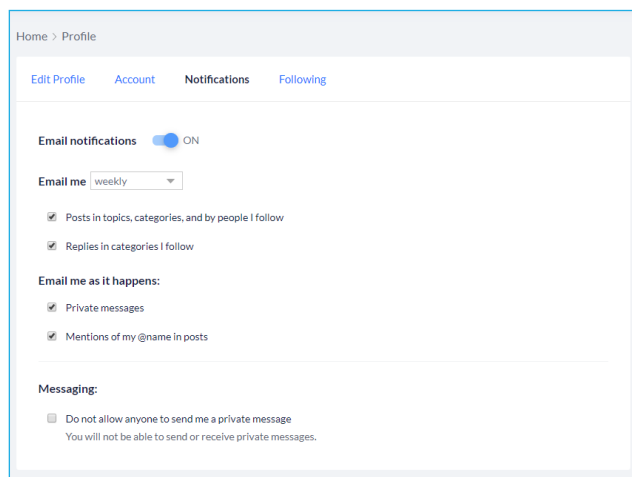 Home > Profile
Edit Profile Account Notifications Following
Email notifications ON
Email me weekly
Posts in topics, categories, and by people I follow
Replies in categories I follow
Email me as it happens:
Private messages
Mentions of my @name in posts
Messaging:
Do not allow anyone to send me a private message
You will not be able to send or receive private messages.